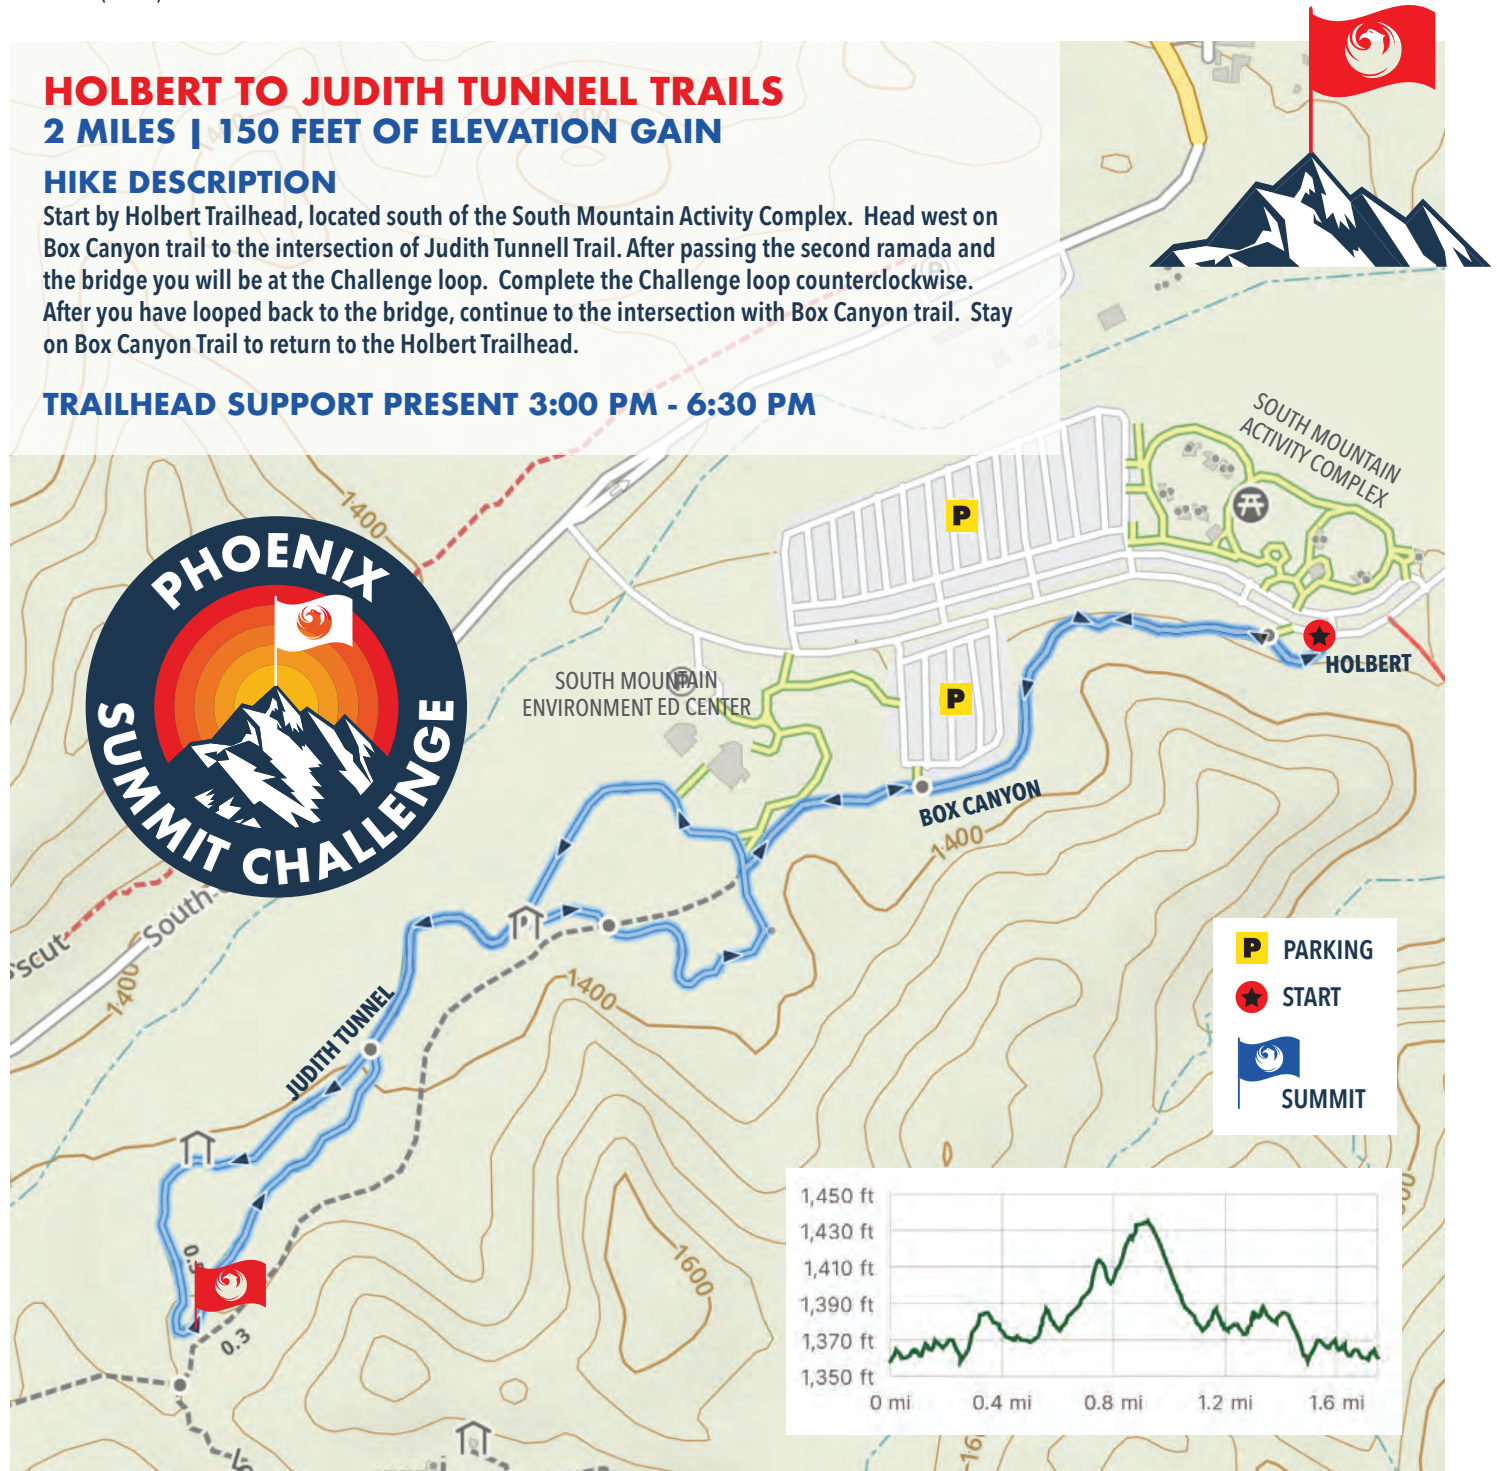 HOLBERT TO JUDITH TUNNELL TRAILS
2 MILES | 150 FEET OF ELEVATION GAIN
HIKE DESCRIPTION
Start by Holbert Trailhead, located south of the South Mountain Activity Complex. Head west on
Box Canyon trail to the intersection of Judith Tunnell Trail. After passing the second ramada and
the bridge you will be at the Challenge loop. Complete the Challenge loop counterclockwise.
After you have looped back to the bridge, continue to the intersection with Box Canyon trail. Stay
on Box Canyon Trail to return to the Holbert Trailhead.
TRAILHEAD SUPPORT PRESENT 3:00 PM - 6:30 PM
1400
1400
SOUTH MOUNTAIN
ACTIVITY COMPLEX
1400
P
PHOENIX
SUMMIT CHALLENGE
HOLBERT
SOUTH MOUNTAIN
ENVIRONMENT ED CENTER
P
P
BOX CANYON
1400
South
scut
1400
1400
JUDITH TUNNEL
P PARKING
START
SUMMIT
0.3
1600
1,450 ft
1,430 ft
1,410 ft
1,390 ft
1,370 ft
1,350 ft
0 mi
0.4 mi
0.8 mi
1.2 mi
1.6 mi